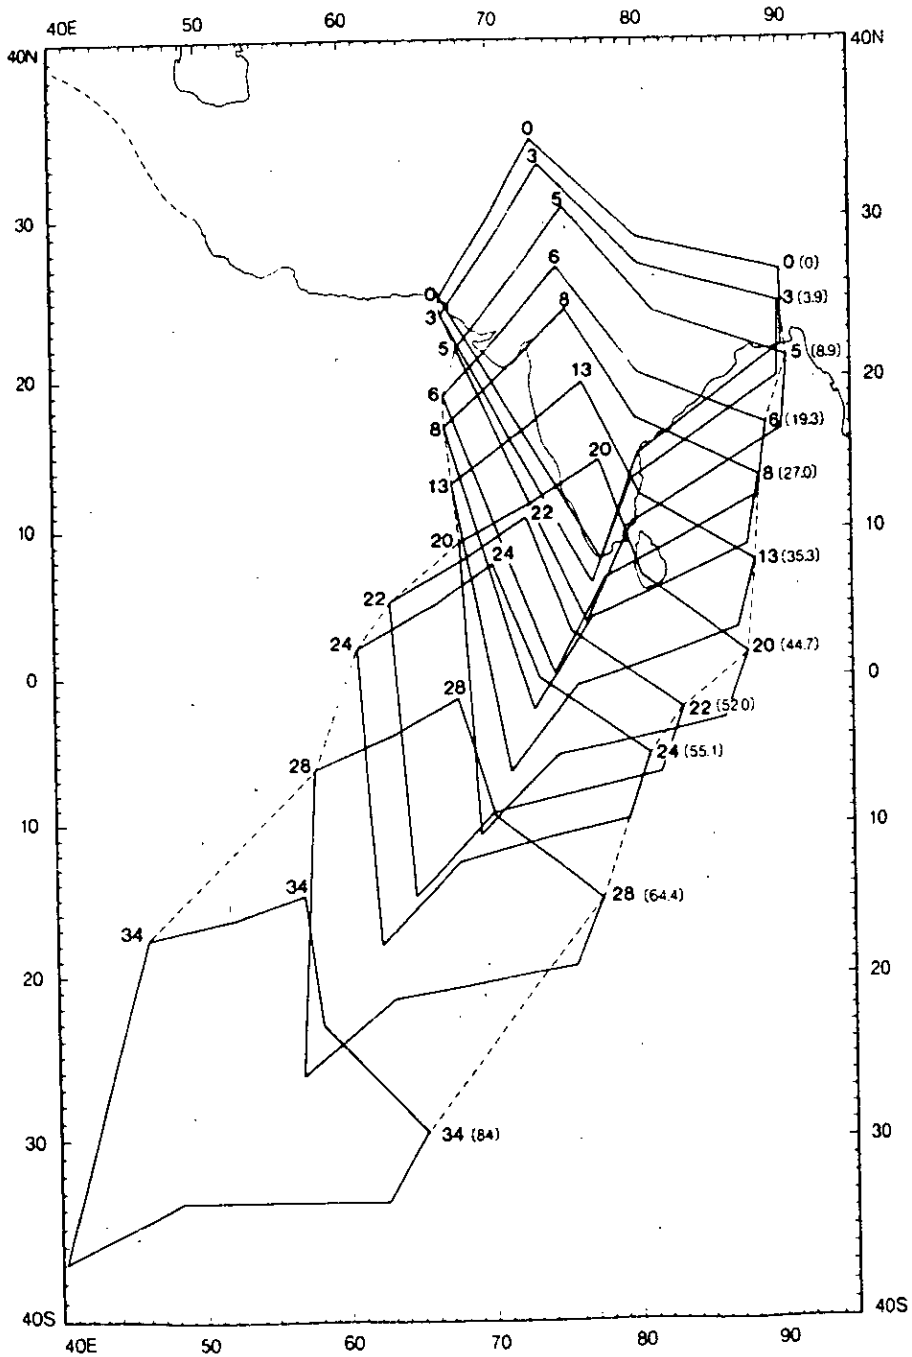 40E 50 60 70 80 90
40N 40N
0
3
30 5 30
6 0 (0)
0 8 3 (3.9)
3
5 5 (8.9)
20 13 20
6 6 (19.3)
8 20 8 (27.0)
13
10 22 10
20 24 13 (35.3)
22
24 20 (44.7)
0 0
28 22 (52.0)
28 24 (55.1)
10 10
34 28 (64.4)
34
20 20
30 34 (84) 30
40S 40S
40E 50 60 70 80 90